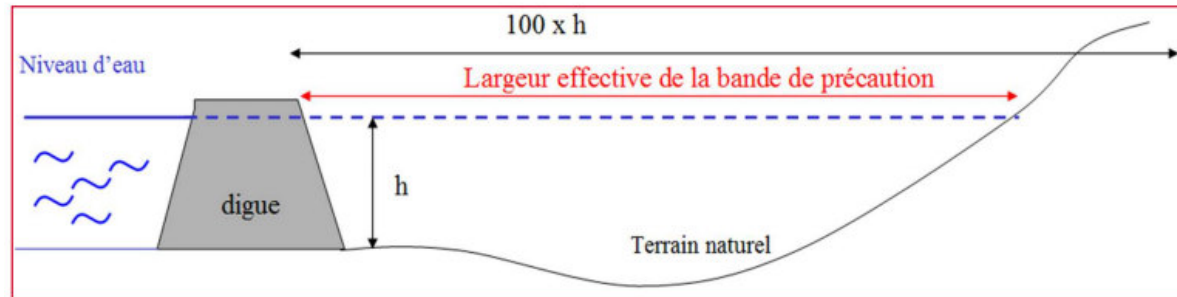 100 x h
Niveau d’eau
Largeur effective de la bande de précaution
h
digue
Terrain naturel